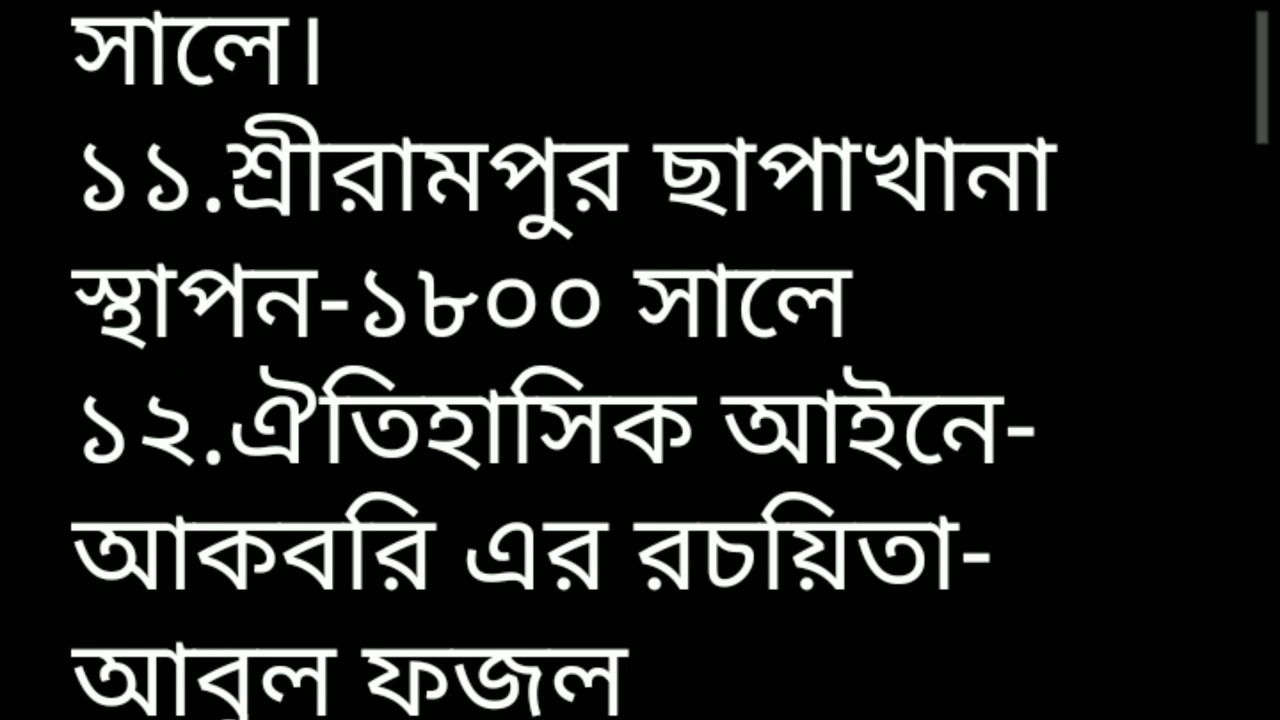 সালে।
১১.শ্রীরামপুর ছাপাখানা
স্থাপন-১৮০০ সালে
১২.ঐতিহাসিক আইনে-
আকবরি এর রচয়িতা-
আবুল ফজল